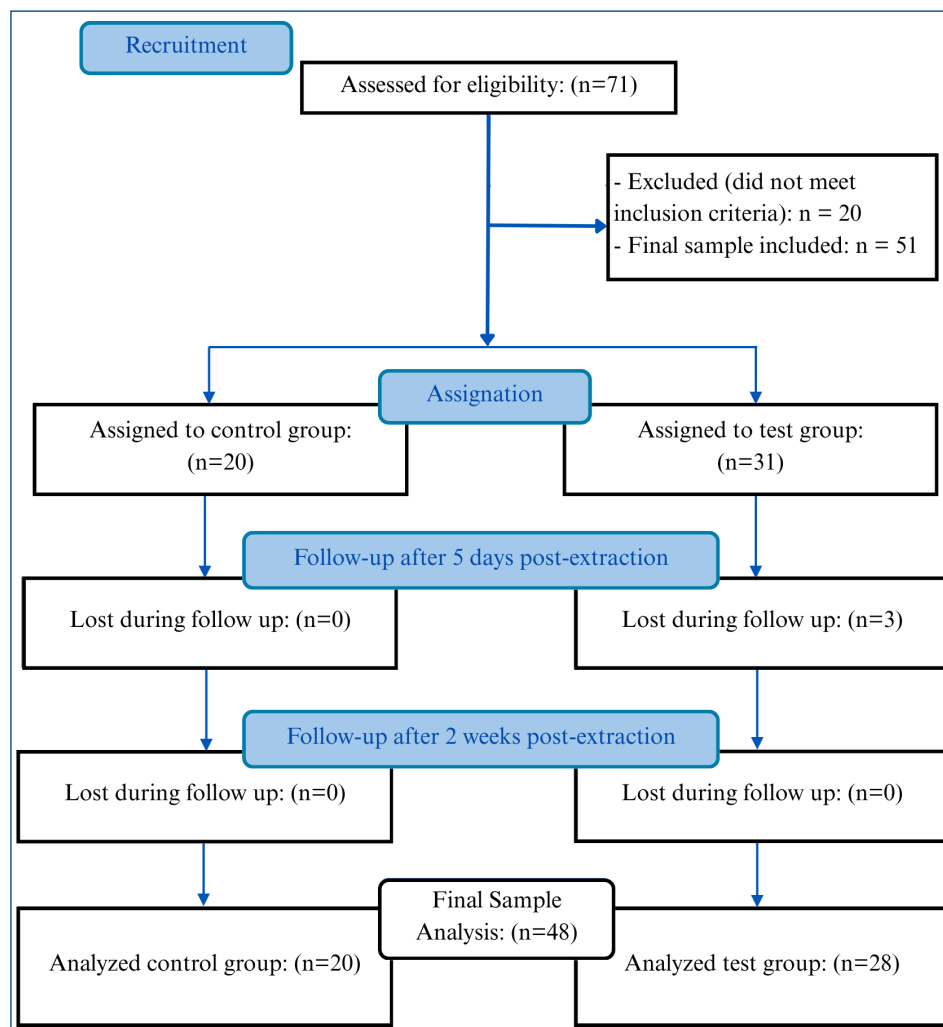 Recruitment
Assessed for eligibility: (n=71)
- Excluded (did not meet
inclusion criteria): n = 20
- Final sample included: n = 51
Assignation
Assigned to control group:
(n=20)
Assigned to test group:
(n=31)
Follow-up after 5 days post-extraction
Lost during follow up: (n=0)
Lost during follow up: (n=3)
Follow-up after 2 weeks post-extraction
Lost during follow up: (n=0)
Lost during follow up: (n=0)
Final Sample
Analysis: (n=48)
Analyzed control group: (n=20)
Analyzed test group: (n=28)